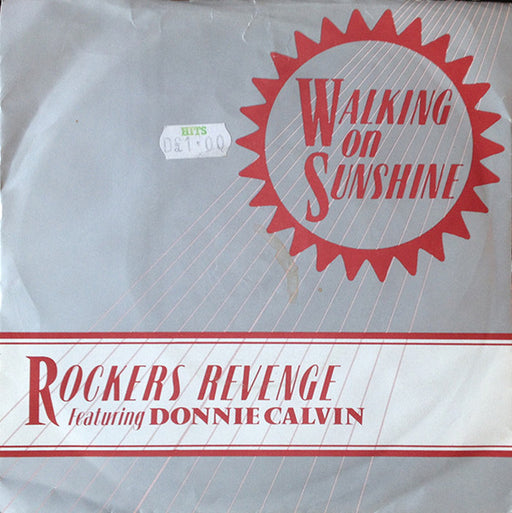 WALKING
on
SUNSHINE
HITS
D£1·00
ROCKERS REVENGE
featuring DONNIE CALVIN